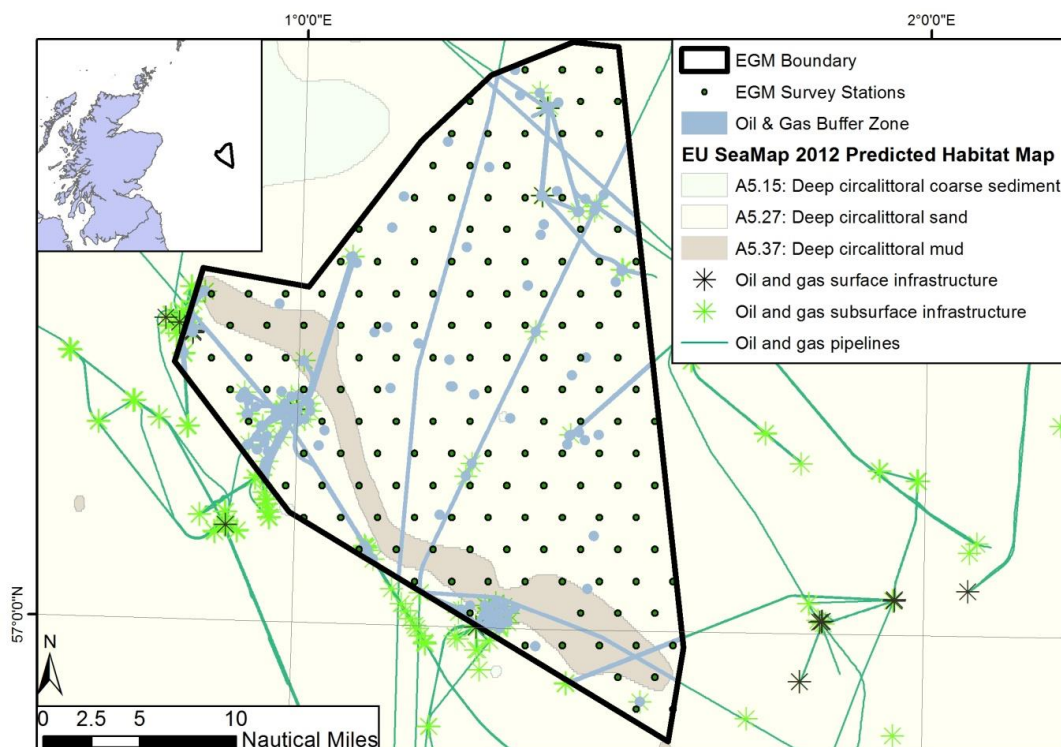 1°0'0"E
2°0'0"E
EGM Boundary
EGM Survey Stations
Oil & Gas Buffer Zone
EU SeaMap 2012 Predicted Habitat Map
A5.15: Deep circalittoral coarse sediment
A5.27: Deep circalittoral sand
A5.37: Deep circalittoral mud
Oil and gas surface infrastructure
Oil and gas subsurface infrastructure
Oil and gas pipelines
57°0'0"N
N
0 2.5 5 10
Nautical Miles